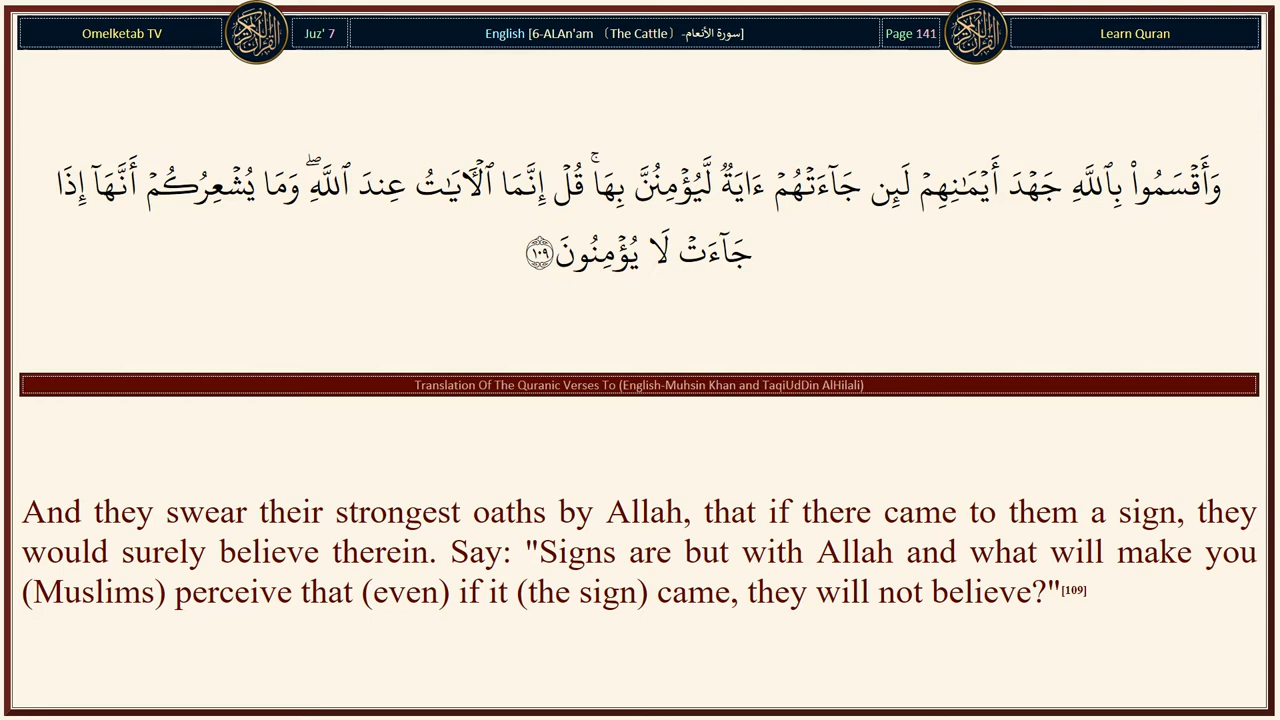 Omelketab TV
Juz' 7
English [6-ALAn'am （The Cattle） -سورة الأنعام]
Page 141
Learn Quran
وَأَقۡسَمُواْ بِٱللَّهِ جَهۡدَ أَيۡمَٰنِهِمۡ لَئِن جَآءَتۡهُمۡ ءَايَةٞ لَّيُؤۡمِنُنَّ بِهَاۚ قُلۡ إِنَّمَا ٱلۡأٓيَٰتُ عِندَ ٱللَّهِۖ وَمَا يُشۡعِرُكُمۡ أَنَّهَآ إِذَا
جَآءَتۡ لَا يُؤۡمِنُونَ ١٠٩
Translation Of The Quranic Verses To (English-Muhsin Khan and TaqiUdDin AlHilali)
And they swear their strongest oaths by Allah, that if there came to them a sign, they
would surely believe therein. Say: "Signs are but with Allah and what will make you
(Muslims) perceive that (even) if it (the sign) came, they will not believe?"[109]